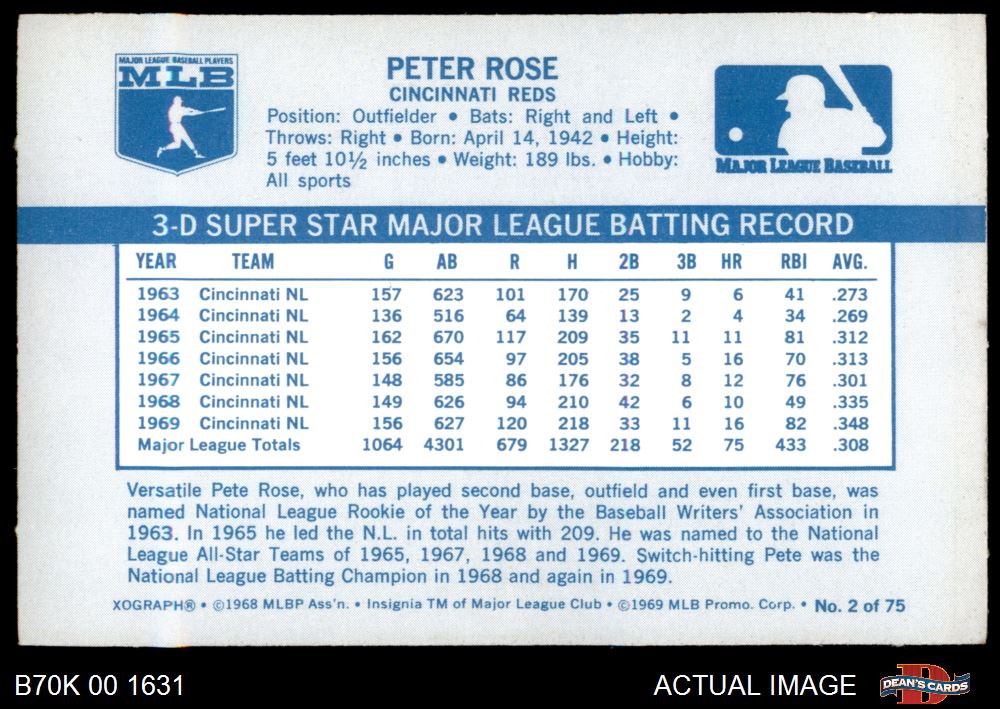 MAJOR LEAGUE BASEBALL PLAYERS
MLB
PETER ROSE
CINCINNATI REDS
Position: Outfielder • Bats: Right and Left •
Throws: Right • Born: April 14, 1942 • Height:
5 feet 10½ inches • Weight: 189 lbs. • Hobby:
All sports
MAJOR LEAGUE BASEBALL
3-D SUPER STAR MAJOR LEAGUE BATTING RECORD
YEAR TEAM G AB R H 2B 3B HR RBI AVG.
1963 Cincinnati NL 157 623 101 170 25 9 6 41 .273
1964 Cincinnati NL 136 516 64 139 13 2 4 34 .269
1965 Cincinnati NL 162 670 117 209 35 11 11 81 .312
1966 Cincinnati NL 156 654 97 205 38 5 16 70 .313
1967 Cincinnati NL 148 585 86 176 32 8 12 76 .301
1968 Cincinnati NL 149 626 94 210 42 6 10 49 .335
1969 Cincinnati NL 156 627 120 218 33 11 16 82 .348
Major League Totals 1064 4301 679 1327 218 52 75 433 .308
Versatile Pete Rose, who has played second base, outfield and even first base, was
named National League Rookie of the Year by the Baseball Writers' Association in
1963. In 1965 he led the N.L. in total hits with 209. He was named to the National
League All-Star Teams of 1965, 1967, 1968 and 1969. Switch-hitting Pete was the
National League Batting Champion in 1968 and again in 1969.
XOGRAPH® • ©1968 MLBP Ass'n. • Insignia TM of Major League Club • ©1969 MLB Promo. Corp. • No. 2 of 75
B70K 00 1631
ACTUAL IMAGE
D
DEAN'S CARDS